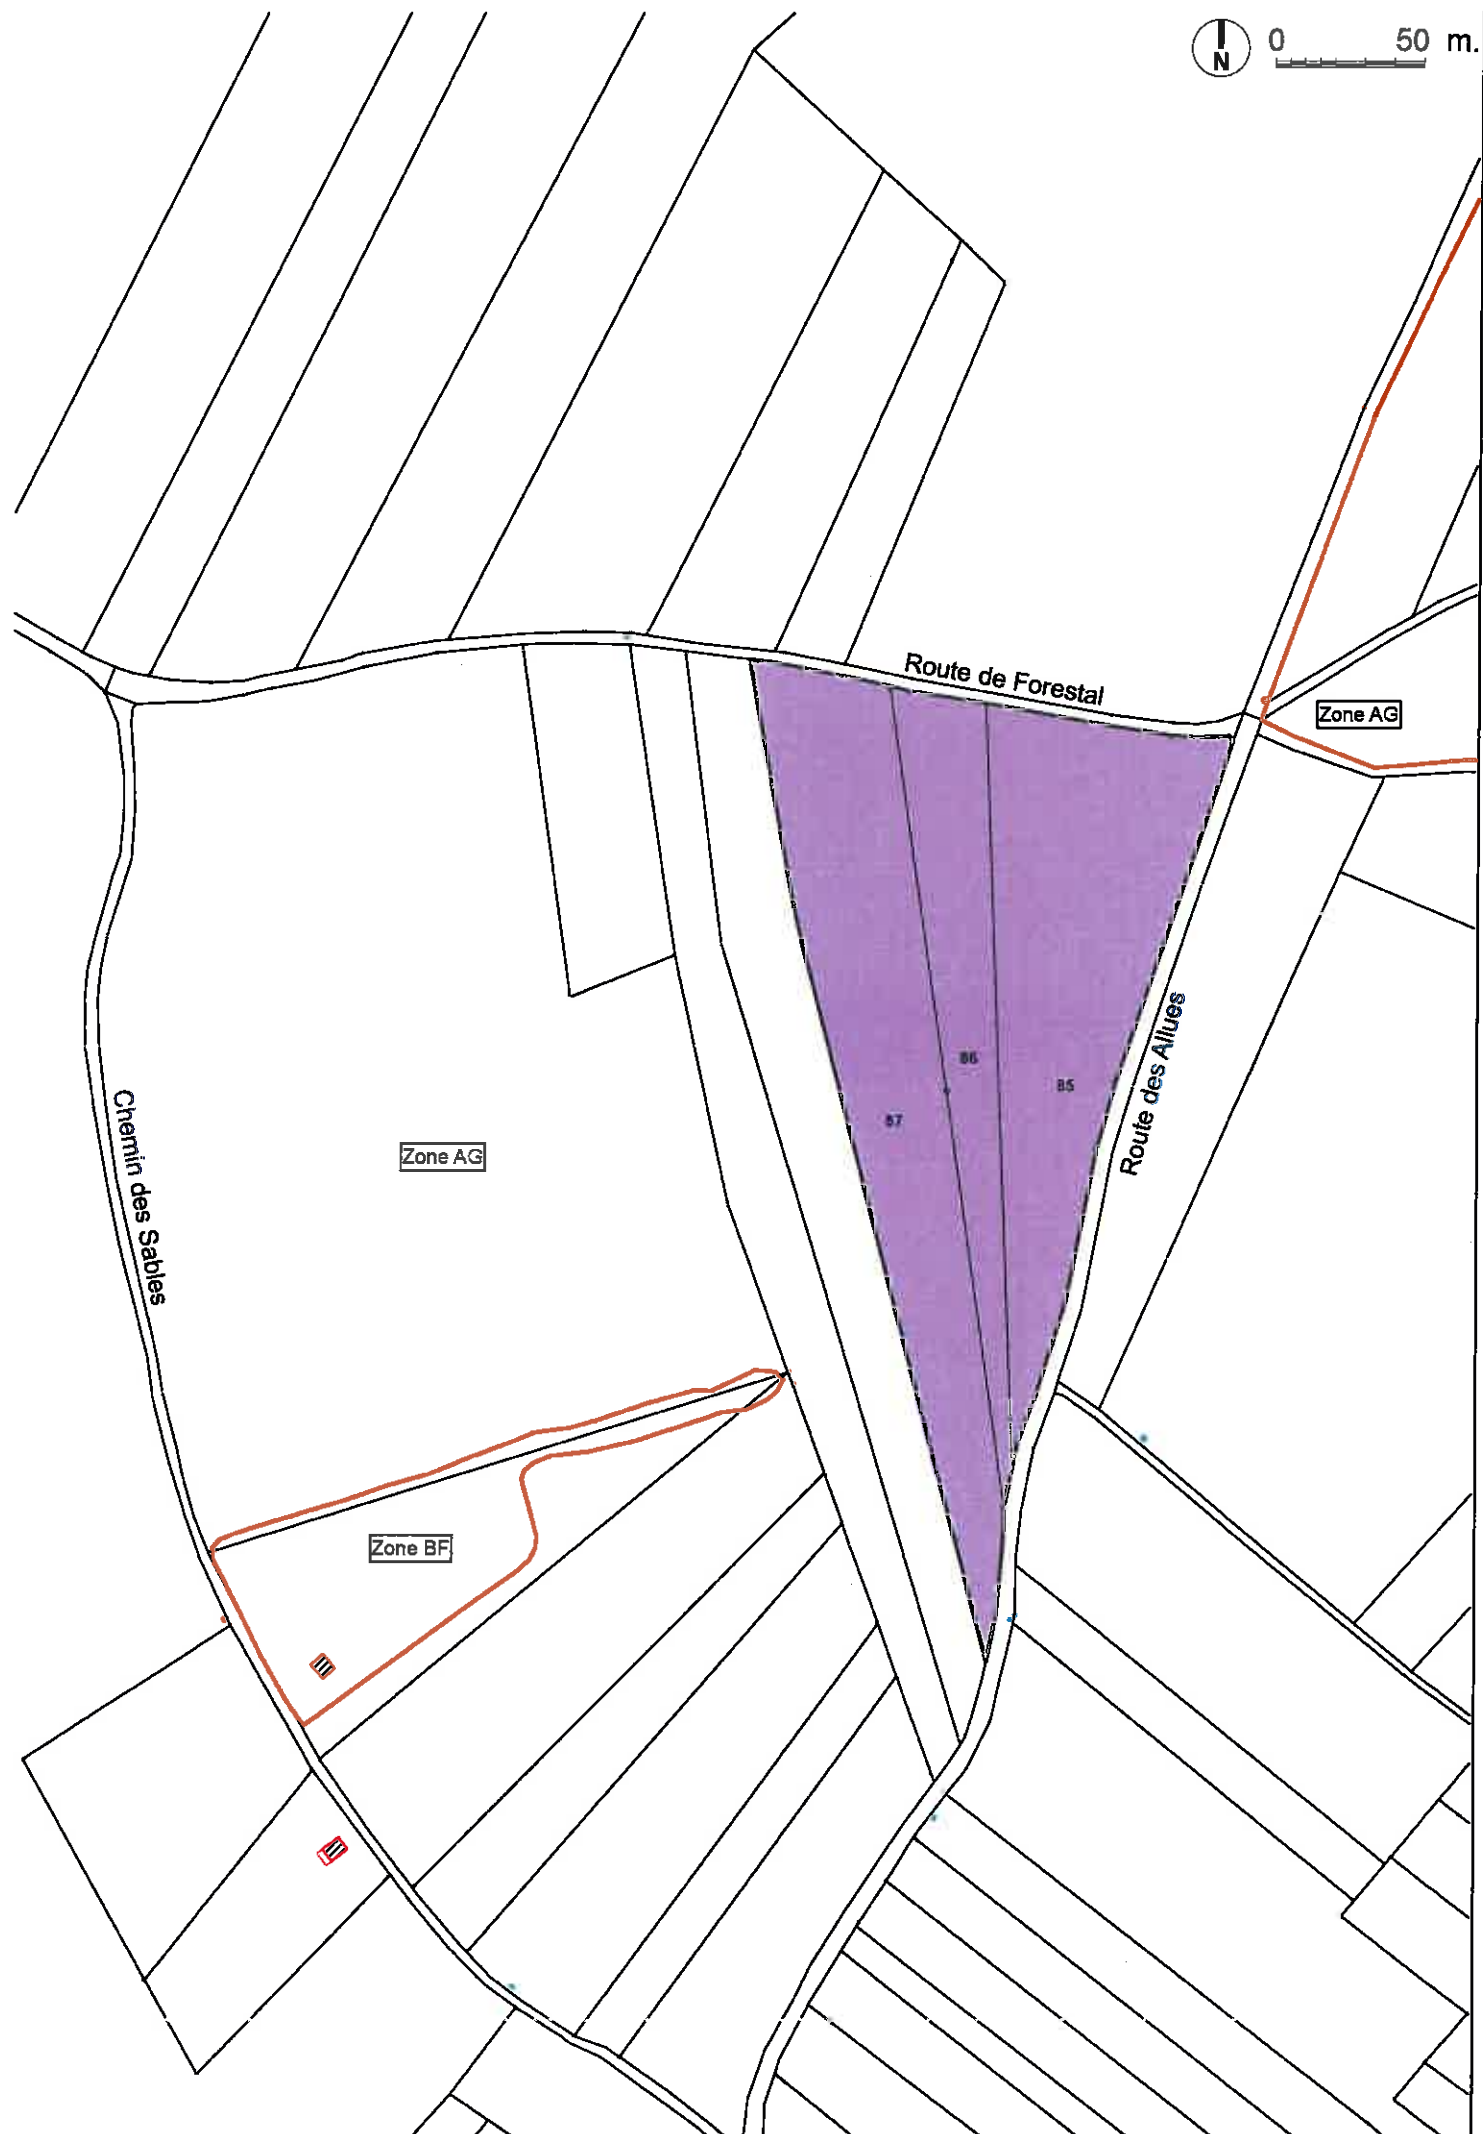 N
0 50 m.
Route de Forestal
Zone AG
86
85
87
Route des Allues
Chemin des Sables
Zone AG
Zone BF